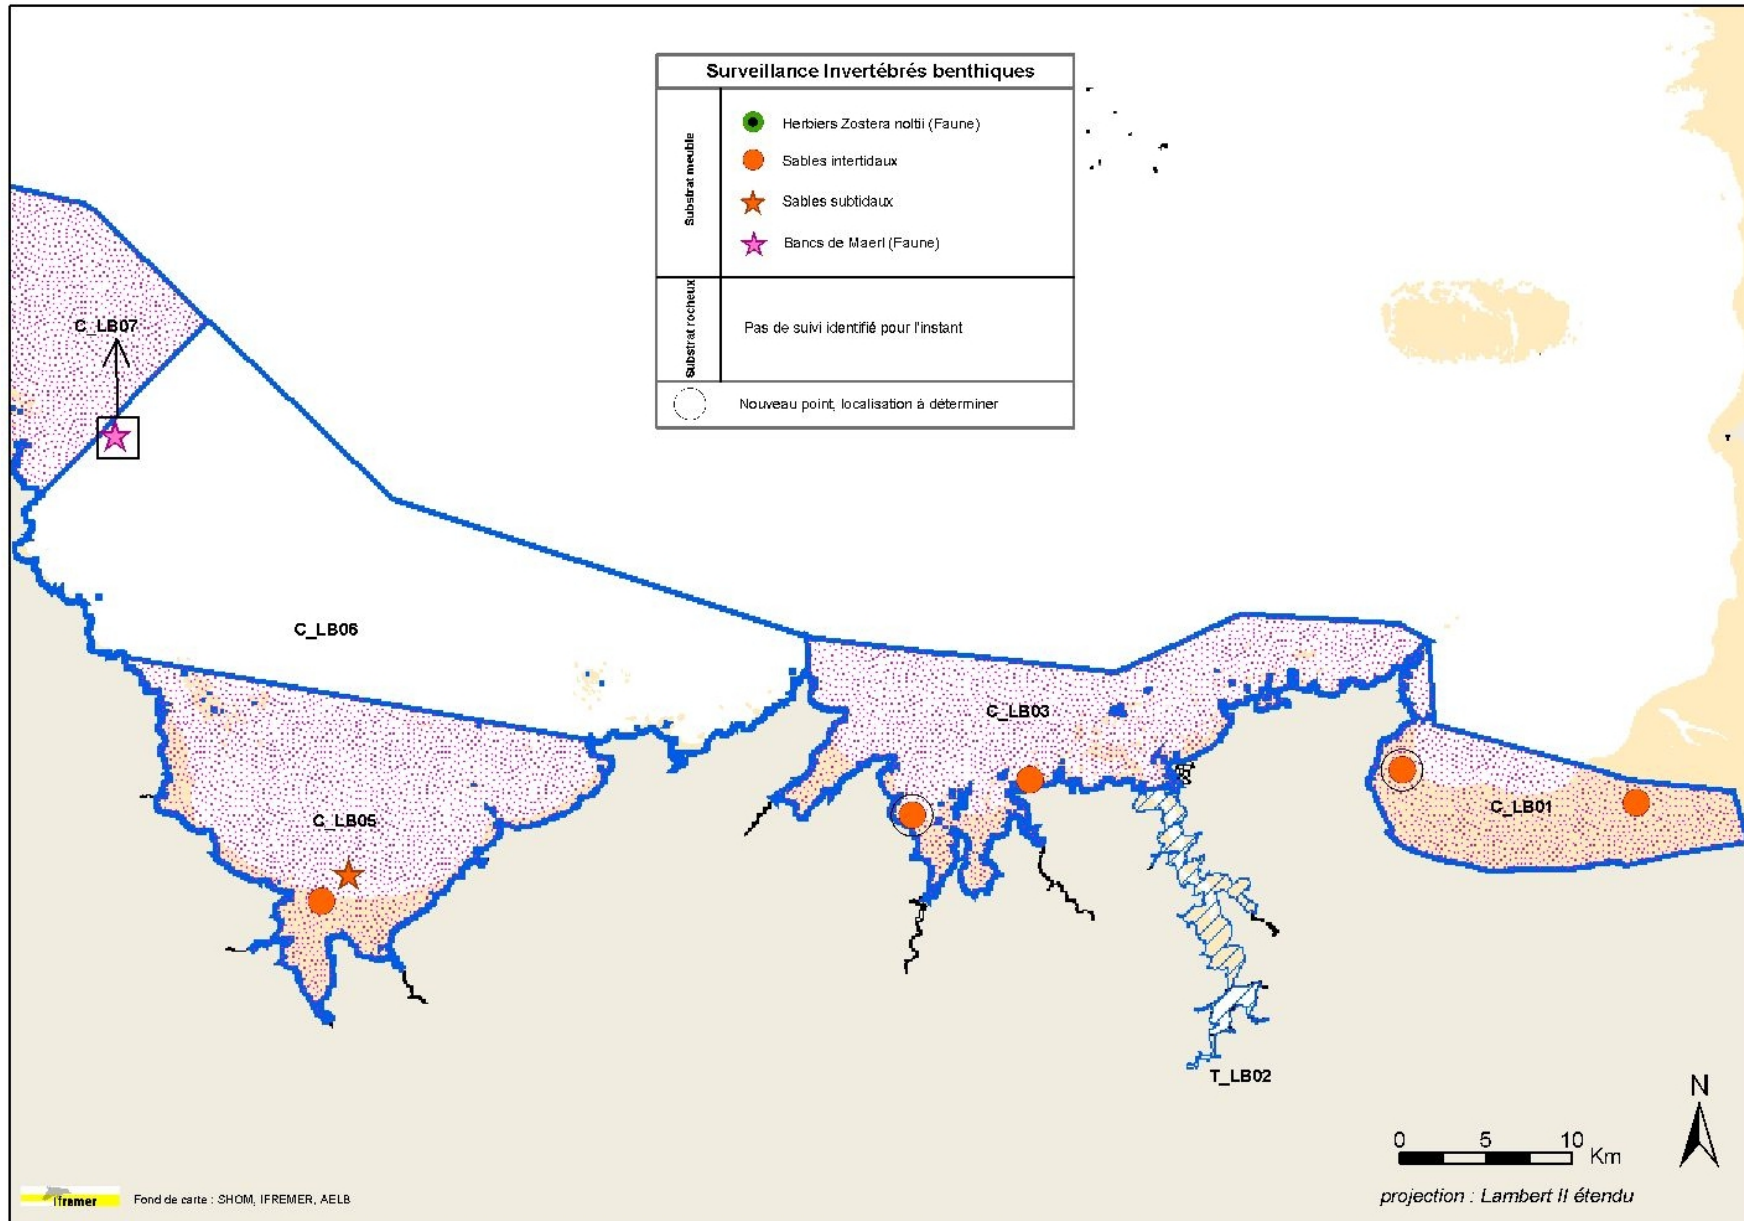 Surveillance Invertébrés benthiques
Substrat meuble
Herbiers Zostera noltii (Faune)
Sables intertidaux
Sables subtidaux
Bancs de Maerl (Faune)
Substrat rocheux
Pas de suivi identifié pour l'instant
Nouveau point, localisation à déterminer
C_LB07
C_LB06
C_LB03
C_LB05
C_LB01
T_LB02
N
0 5 10 Km
projection : Lambert II étendu
Ifremer
Fond de carte : SHOM, IFREMER, AELB